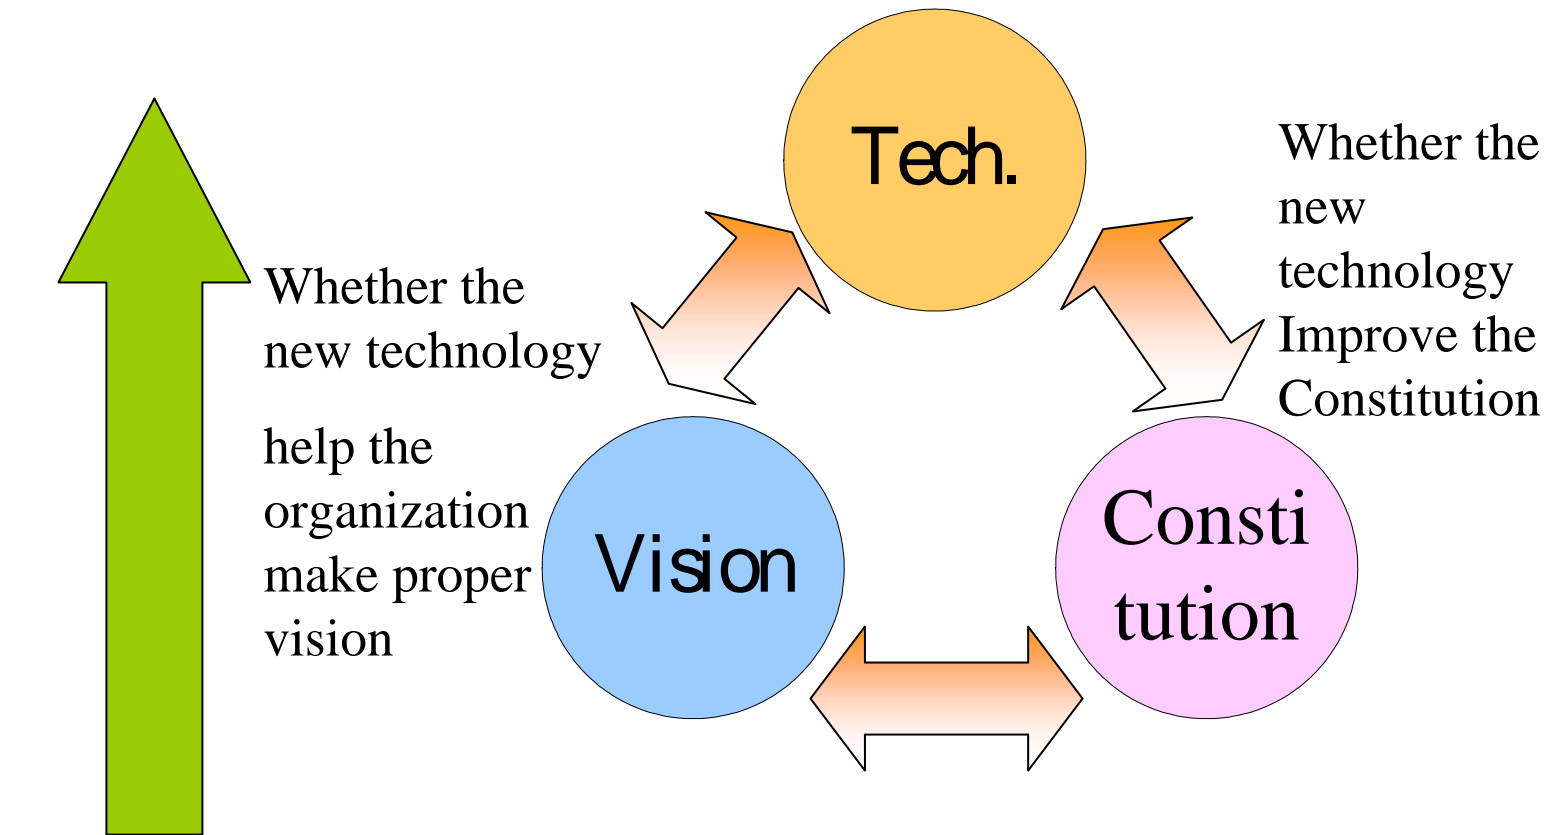 Tech.
Whether the
new
technology
Improve the
Constitution
Whether the
new technology
help the
organization
make proper
vision
Vision
Consti
tution